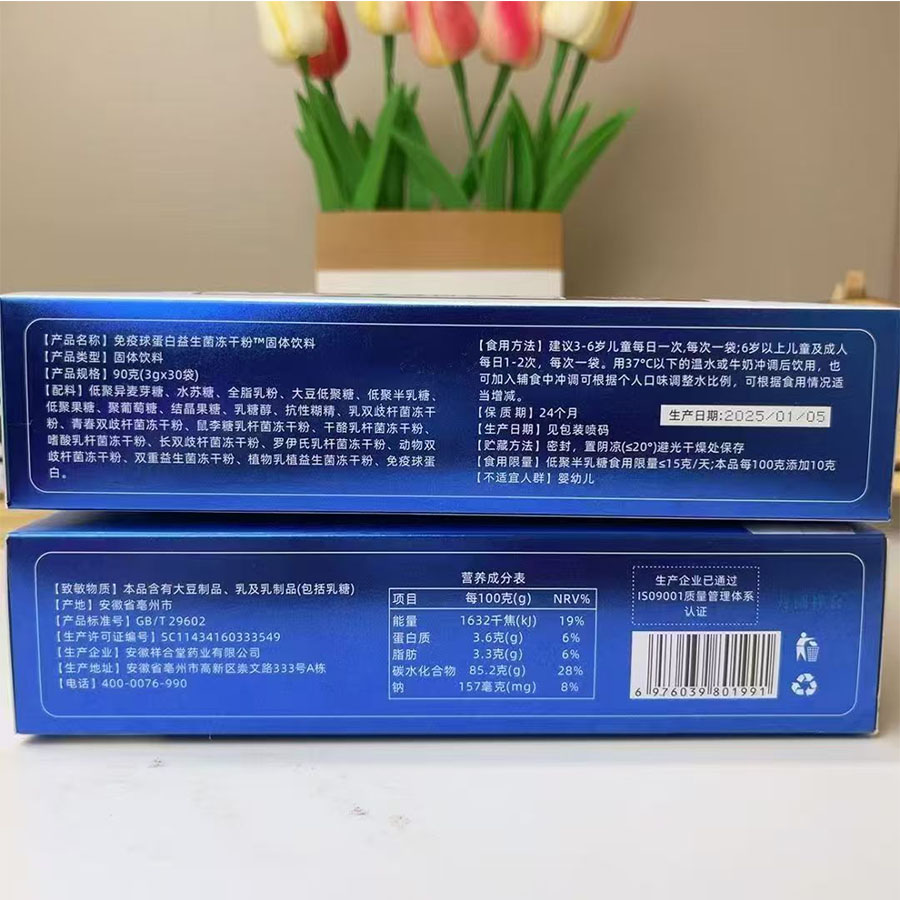 【产品名称】免疫球蛋白益生菌冻干粉™固体饮料
【产品类型】固体饮料
【产品规格】90克(3gx30袋)
【配料】低聚异麦芽糖、水苏糖、全脂乳粉、大豆低聚糖、低聚半乳糖、
低聚果糖、聚葡萄糖、结晶果糖、乳糖醇、抗性糊精、乳双歧杆菌冻干
粉、青春双歧杆菌冻干粉、鼠李糖乳杆菌冻干粉、干酪乳杆菌冻干粉、
嗜酸乳杆菌冻干粉、长双歧杆菌冻干粉、罗伊氏乳杆菌冻干粉、动物双
歧杆菌冻干粉、双重益生菌冻干粉、植物乳植益生菌冻干粉、免疫球蛋
白。
【食用方法】建议3-6岁儿童每日一次,每次一袋;6岁以上儿童及成人
每日1-2次，每次一袋。用37°C以下的温水或牛奶冲调后饮用，也
可加入辅食中冲调可根据个人口味调整水比例，可根据食用情况适
当增减。
【保质期】24个月
生产日期:2025/01/05
【生产日期】见包装喷码
【贮藏方法】密封，置阴凉(≤20°)避光干燥处保存
【食用限量】低聚半乳糖食用限量≤15克/天;本品每100克添加10克
【不适宜人群】婴幼儿
【致敏物质】本品含有大豆制品、乳及乳制品(包括乳糖)
【产地】安徽省亳州市
【产品标准号】GB/T 29602
【生产许可证编号】SC11434160333549
【生产企业】安徽祥合堂药业有限公司
【生产地址】安徽省亳州市高新区崇文路333号A栋
【电话】400-0076-990
营养成分表
项目 每100克(g) NRV%
能量 1632千焦(kJ) 19%
蛋白质 3.6克(g) 6%
脂肪 3.3克(g) 6%
碳水化合物 85.2克(g) 28%
钠 157毫克(mg) 8%
生产企业已通过
ISO9001质量管理体系
认证
6 976039 801991